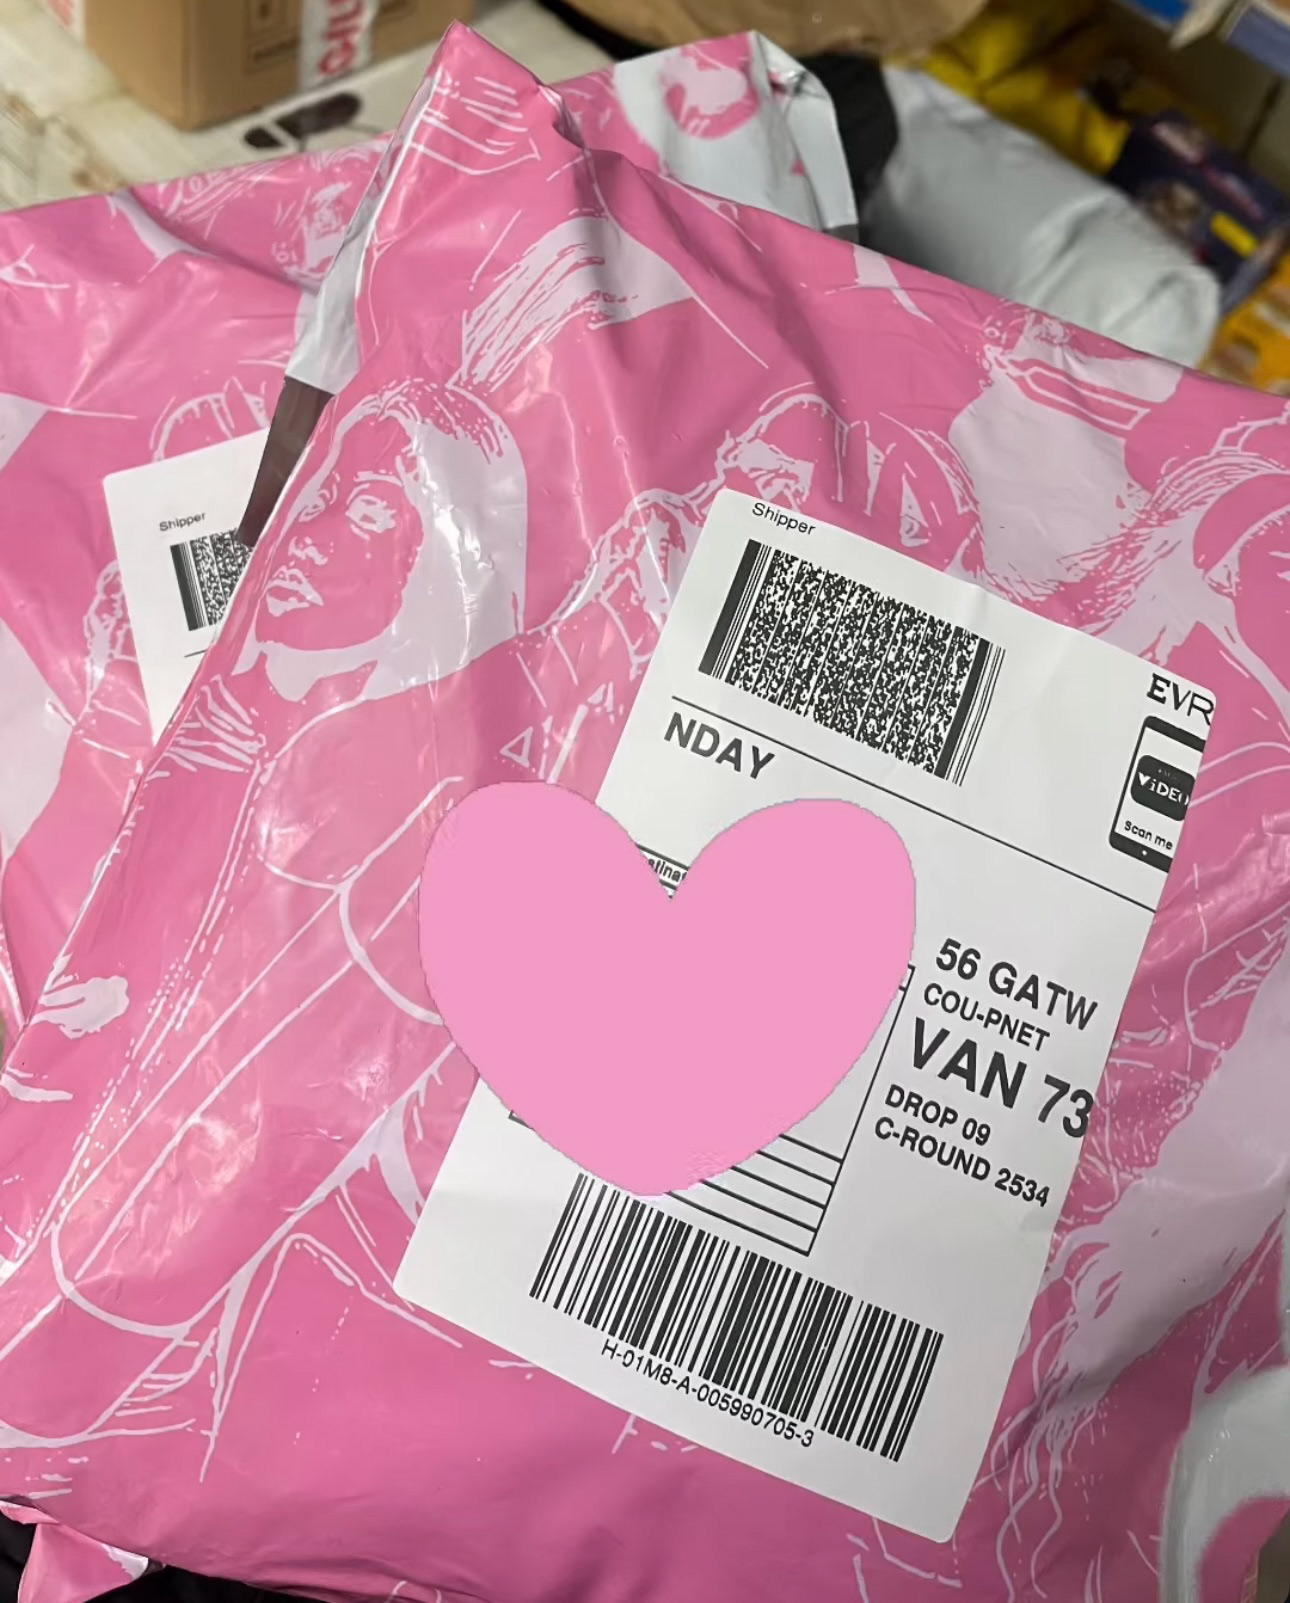 Shipper
Shipper
EVR
NDAY
ViDEO
Scan me
56 GATW
COU-PNET
VAN 73
DROP 09
C-ROUND 2534
H-01M8-A-005990705-3